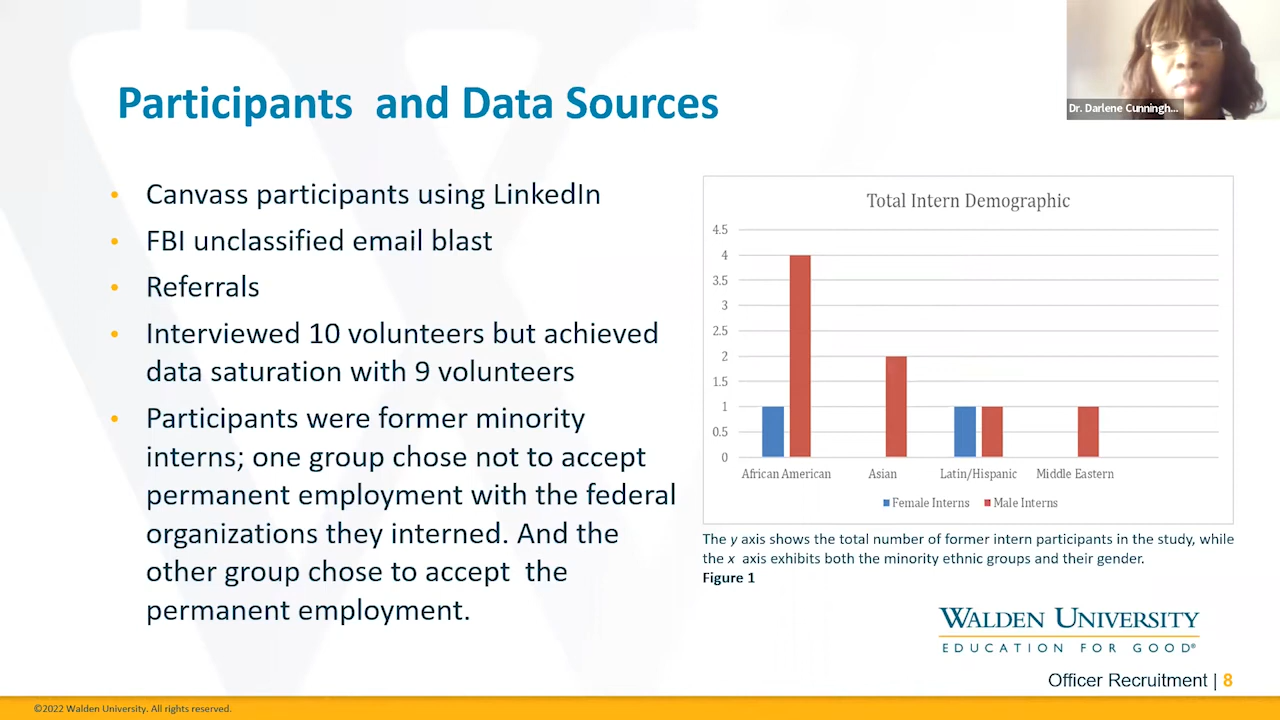 Participants  and Data Sources
Dr. Darlene Cunningh...
• Canvass participants using LinkedIn
• FBI unclassified email blast
• Referrals
• Interviewed 10 volunteers but achieved
data saturation with 9 volunteers
• Participants were former minority
interns; one group chose not to accept
permanent employment with the federal
organizations they interned. And the
other group chose to accept  the
permanent employment.
Total Intern Demographic
4.5
4
3.5
3
2.5
2
1.5
1
0.5
0
African American Asian Latin/Hispanic Middle Eastern
Female Interns Male Interns
The y axis shows the total number of former intern participants in the study, while
the x  axis exhibits both the minority ethnic groups and their gender.
Figure 1
WALDEN UNIVERSITY
EDUCATION FOR GOOD®
Officer Recruitment | 8
©2022 Walden University. All rights reserved.